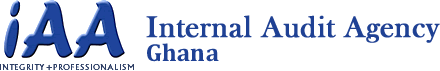 iAA
INTEGRITY+PROFESSIONALISM
Internal Audit Agency
Ghana